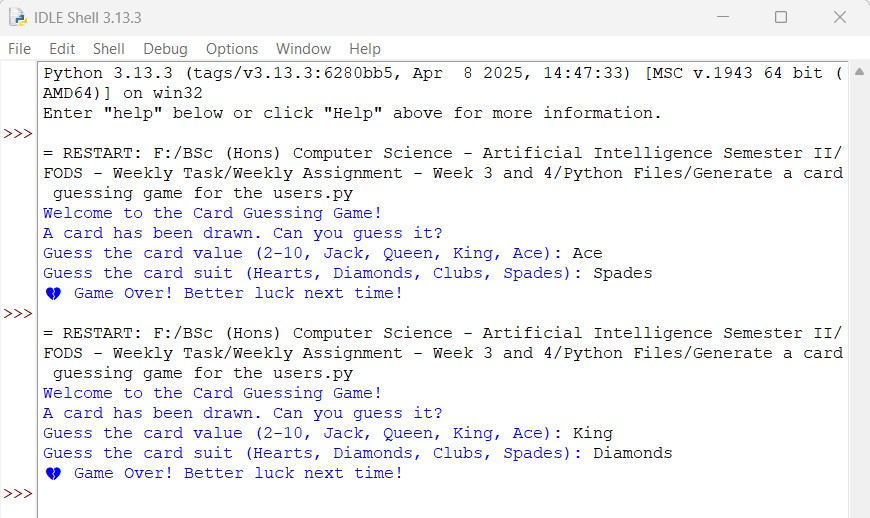 IDLE Shell 3.13.3
File Edit Shell Debug Options Window Help
Python 3.13.3 (tags/v3.13.3:6280bb5, Apr  8 2025, 14:47:33) [MSC v.1943 64 bit (
AMD64)] on win32
Enter "help" below or click "Help" above for more information.
>>>
= RESTART: F:/BSc (Hons) Computer Science - Artificial Intelligence Semester II/
FODS - Weekly Task/Weekly Assignment - Week 3 and 4/Python Files/Generate a card
 guessing game for the users.py
Welcome to the Card Guessing Game!
A card has been drawn. Can you guess it?
Guess the card value (2-10, Jack, Queen, King, Ace): Ace
Guess the card suit (Hearts, Diamonds, Clubs, Spades): Spades
💔 Game Over! Better luck next time!
>>>
= RESTART: F:/BSc (Hons) Computer Science - Artificial Intelligence Semester II/
FODS - Weekly Task/Weekly Assignment - Week 3 and 4/Python Files/Generate a card
 guessing game for the users.py
Welcome to the Card Guessing Game!
A card has been drawn. Can you guess it?
Guess the card value (2-10, Jack, Queen, King, Ace): King
Guess the card suit (Hearts, Diamonds, Clubs, Spades): Diamonds
💔 Game Over! Better luck next time!
>>>